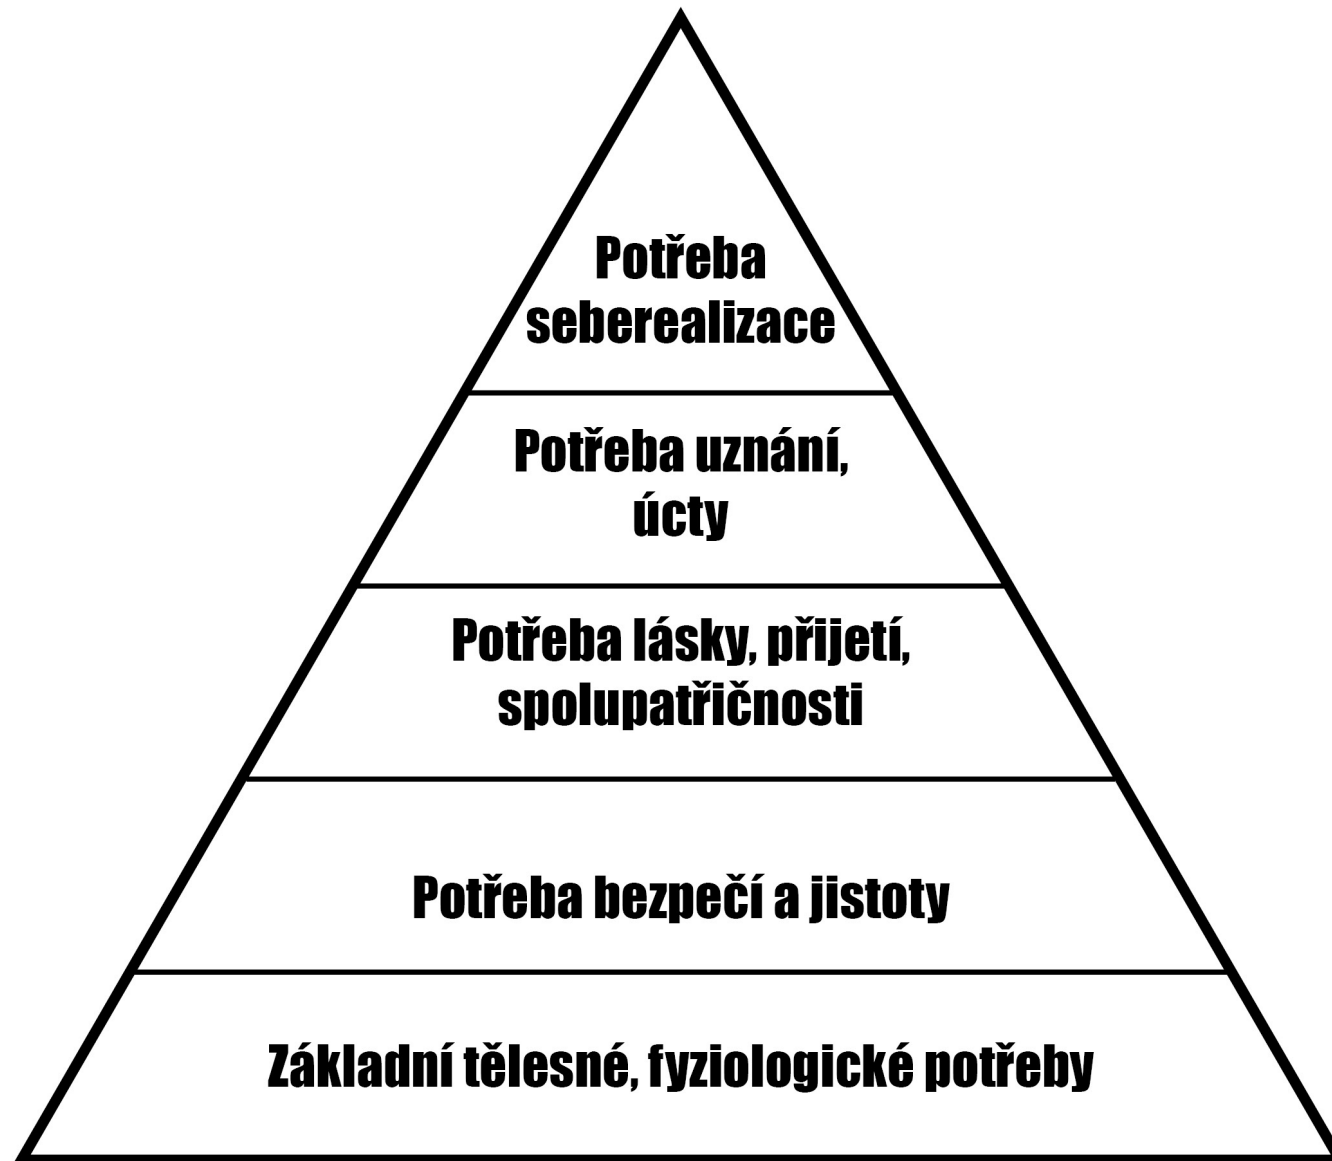 Potřeba
seberealizace
Potřeba uznání,
úcty
Potřeba lásky, přijetí,
spolupatřičnosti
Potřeba bezpečí a jistoty
Základní tělesné, fyziologické potřeby